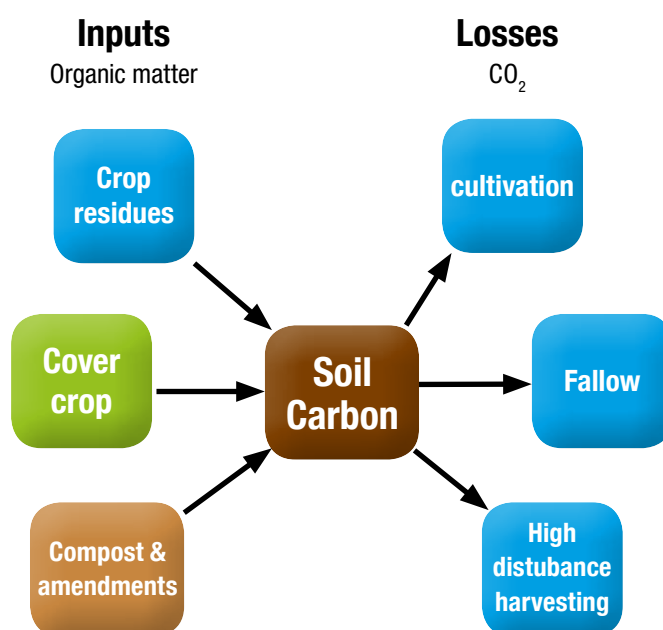 Inputs
Organic matter
Losses
CO₂
Crop
residues
cultivation
Cover
crop
Soil
Carbon
Fallow
Compost &
amendments
High
distubance
harvesting